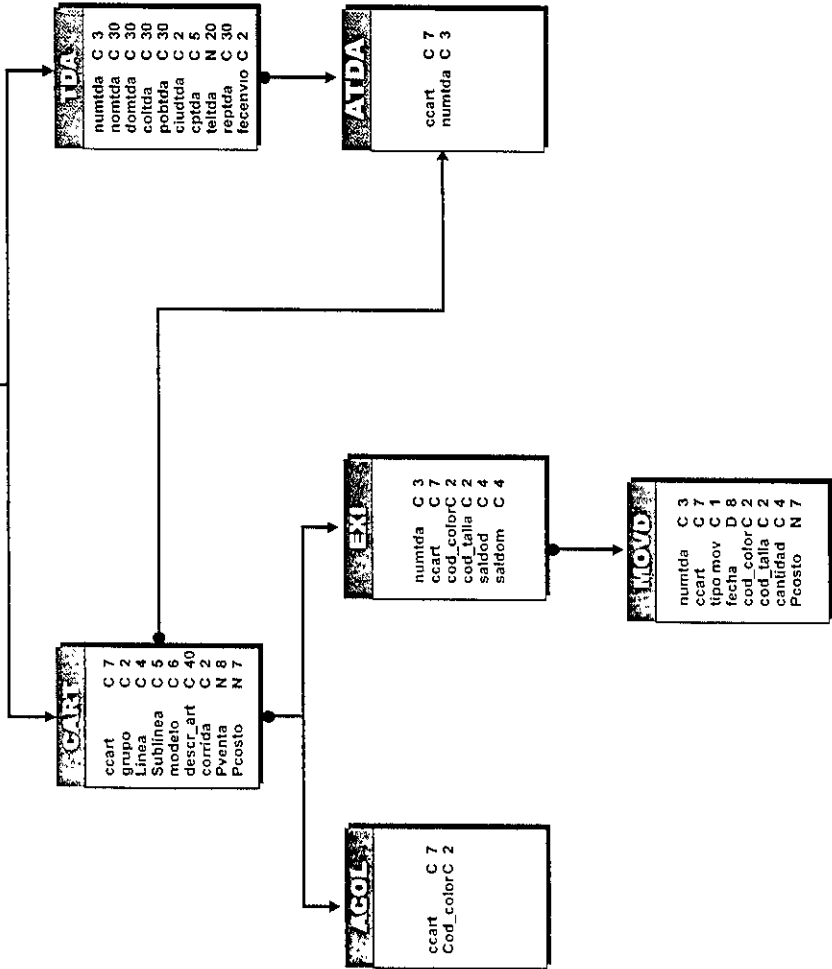 CART
ccart C 7
grupo C 2
Linea C 4
Sublínea C 5
modelo C 6
descr_art C 40
corrida C 2
Pventa N 8
Pcosto N 7
TDA
numtda C 3
nomtda C 30
domtda C 30
coltda C 30
pobtda C 30
ciudtda C 2
cptda C 5
teltda N 20
reptda C 30
fecenvio C 2
ACOL
ccart C 7
Cod_color C 2
EXI
numtda C 3
ccart C 7
cod_color C 2
cod_talla C 2
saldod C 4
saldom C 4
ATDA
ccart C 7
numtda C 3
MOVD
numtda C 3
ccart C 7
tipo mov C 1
fecha D 8
cod_color C 2
cod_talla C 2
cantidad C 4
Pcosto N 7